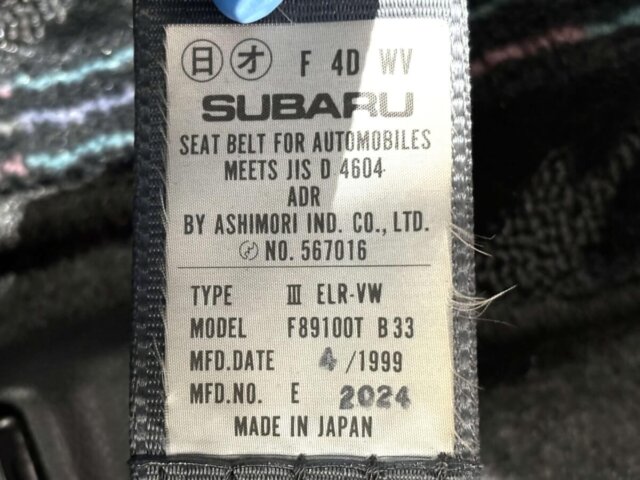 日 オ F 4D WV
SUBARU
SEAT BELT FOR AUTOMOBILES
MEETS JIS D 4604
ADR
BY ASHIMORI IND. CO., LTD.
NO. 567016
TYPE III ELR-VW
MODEL F89100T B33
MFD.DATE 4/1999
MFD.NO. E 2024
MADE IN JAPAN